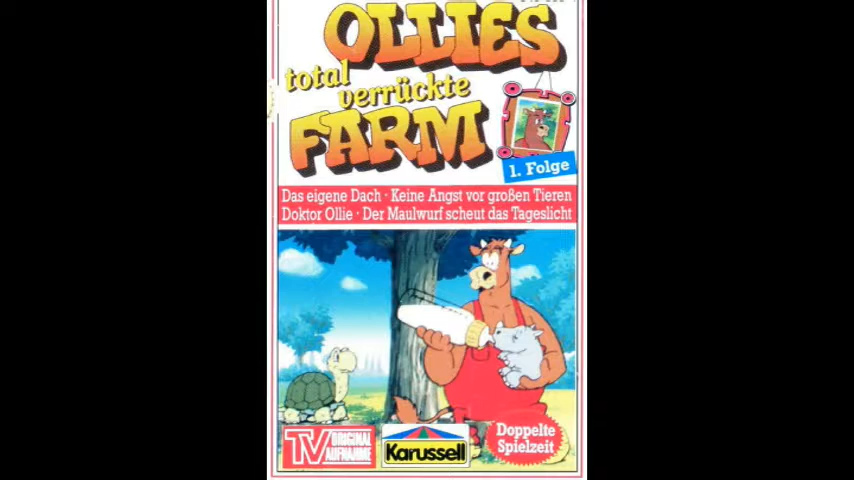 OLLIES
total
verrückte
FARM
1. Folge
Das eigene Dach · Keine Angst vor großen Tieren
Doktor Ollie · Der Maulwurf scheut das Tageslicht
TV ORIGINAL
AUFNAHME
Karussell
Doppelte
Spielzeit